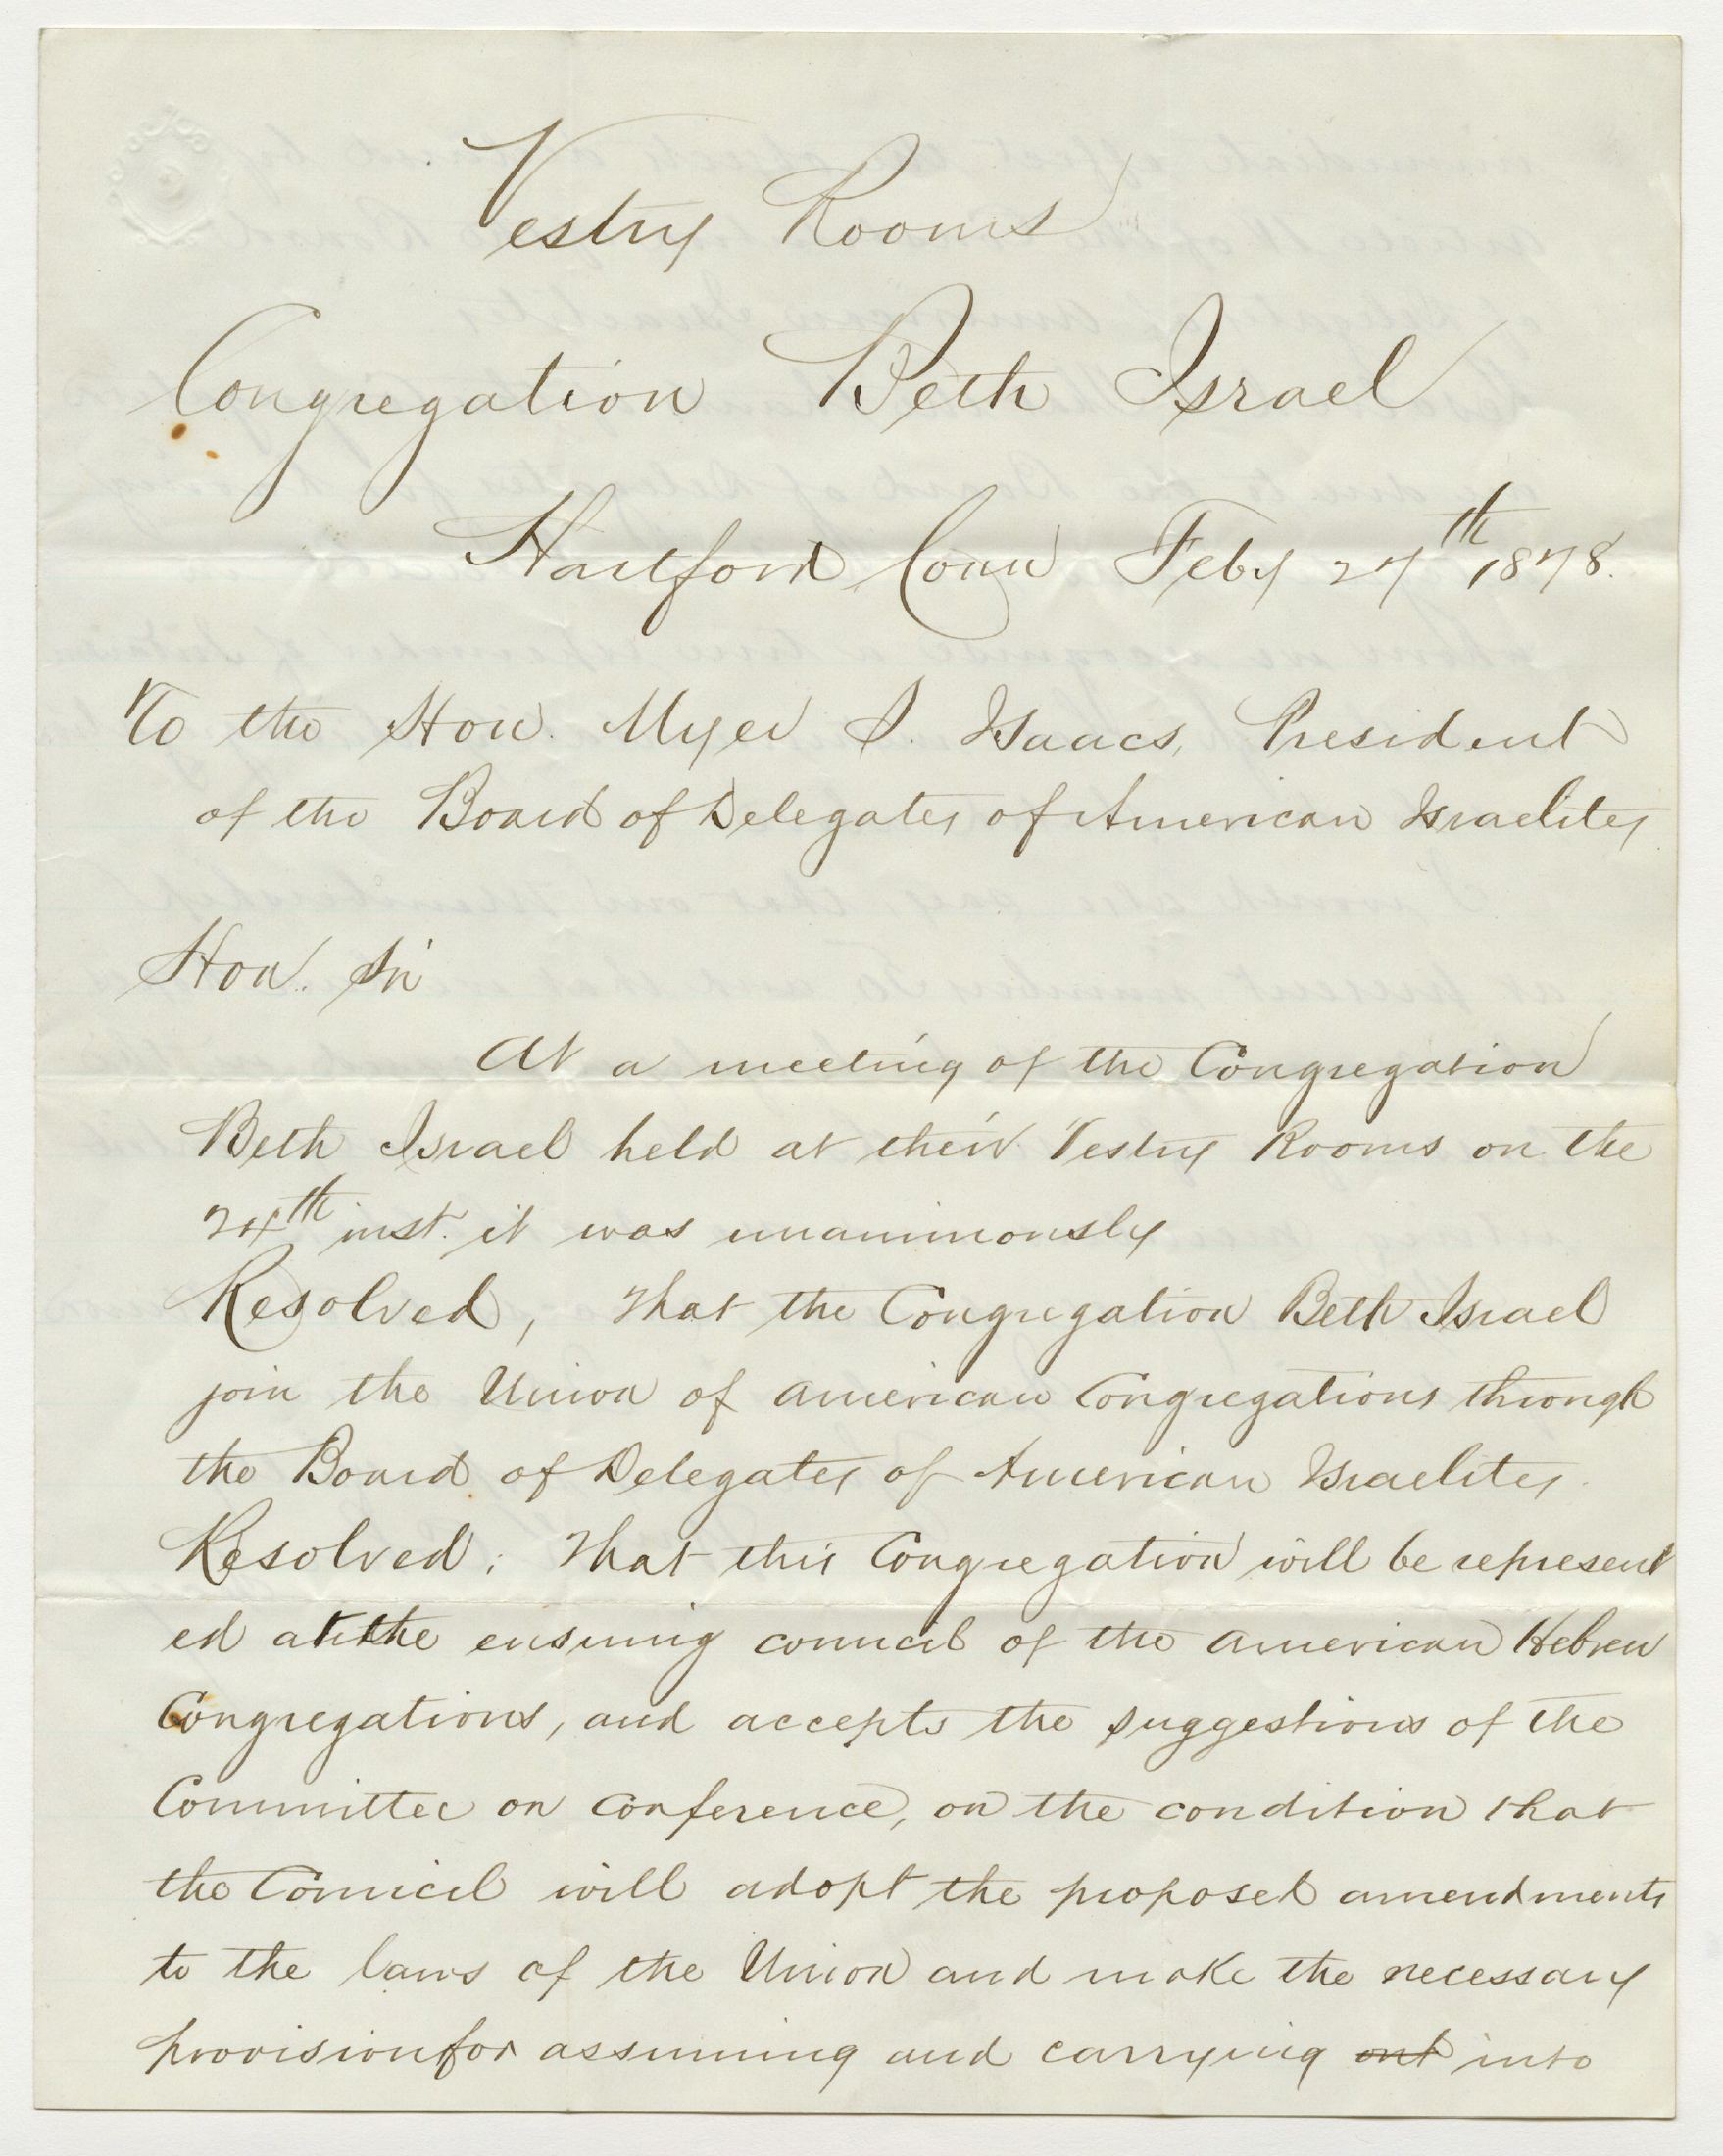 Vestry Rooms
Congregation Beth Israel
Hartford Conn Feby 27th 1878.
To the Hon. Myer S. Isaacs, President
of the Board of Delegates of American Israelites
Hon. Sir
At a meeting of the Congregation
Beth Israel held at their Vestry Rooms on the
24th inst. it was unanimously
Resolved, That the Congregation Beth Israel
join the Union of American Congregations through
the Board of Delegates of American Israelites.
Resolved; That this Congregation will be represent
ed at the ensuing council of the American Hebrew
Congregations, and accepts the suggestions of the
Committee on Conference, on the condition that
the Council will adopt the proposed amendments
to the laws of the Union and make the necessary
provision for assuming and carrying out into